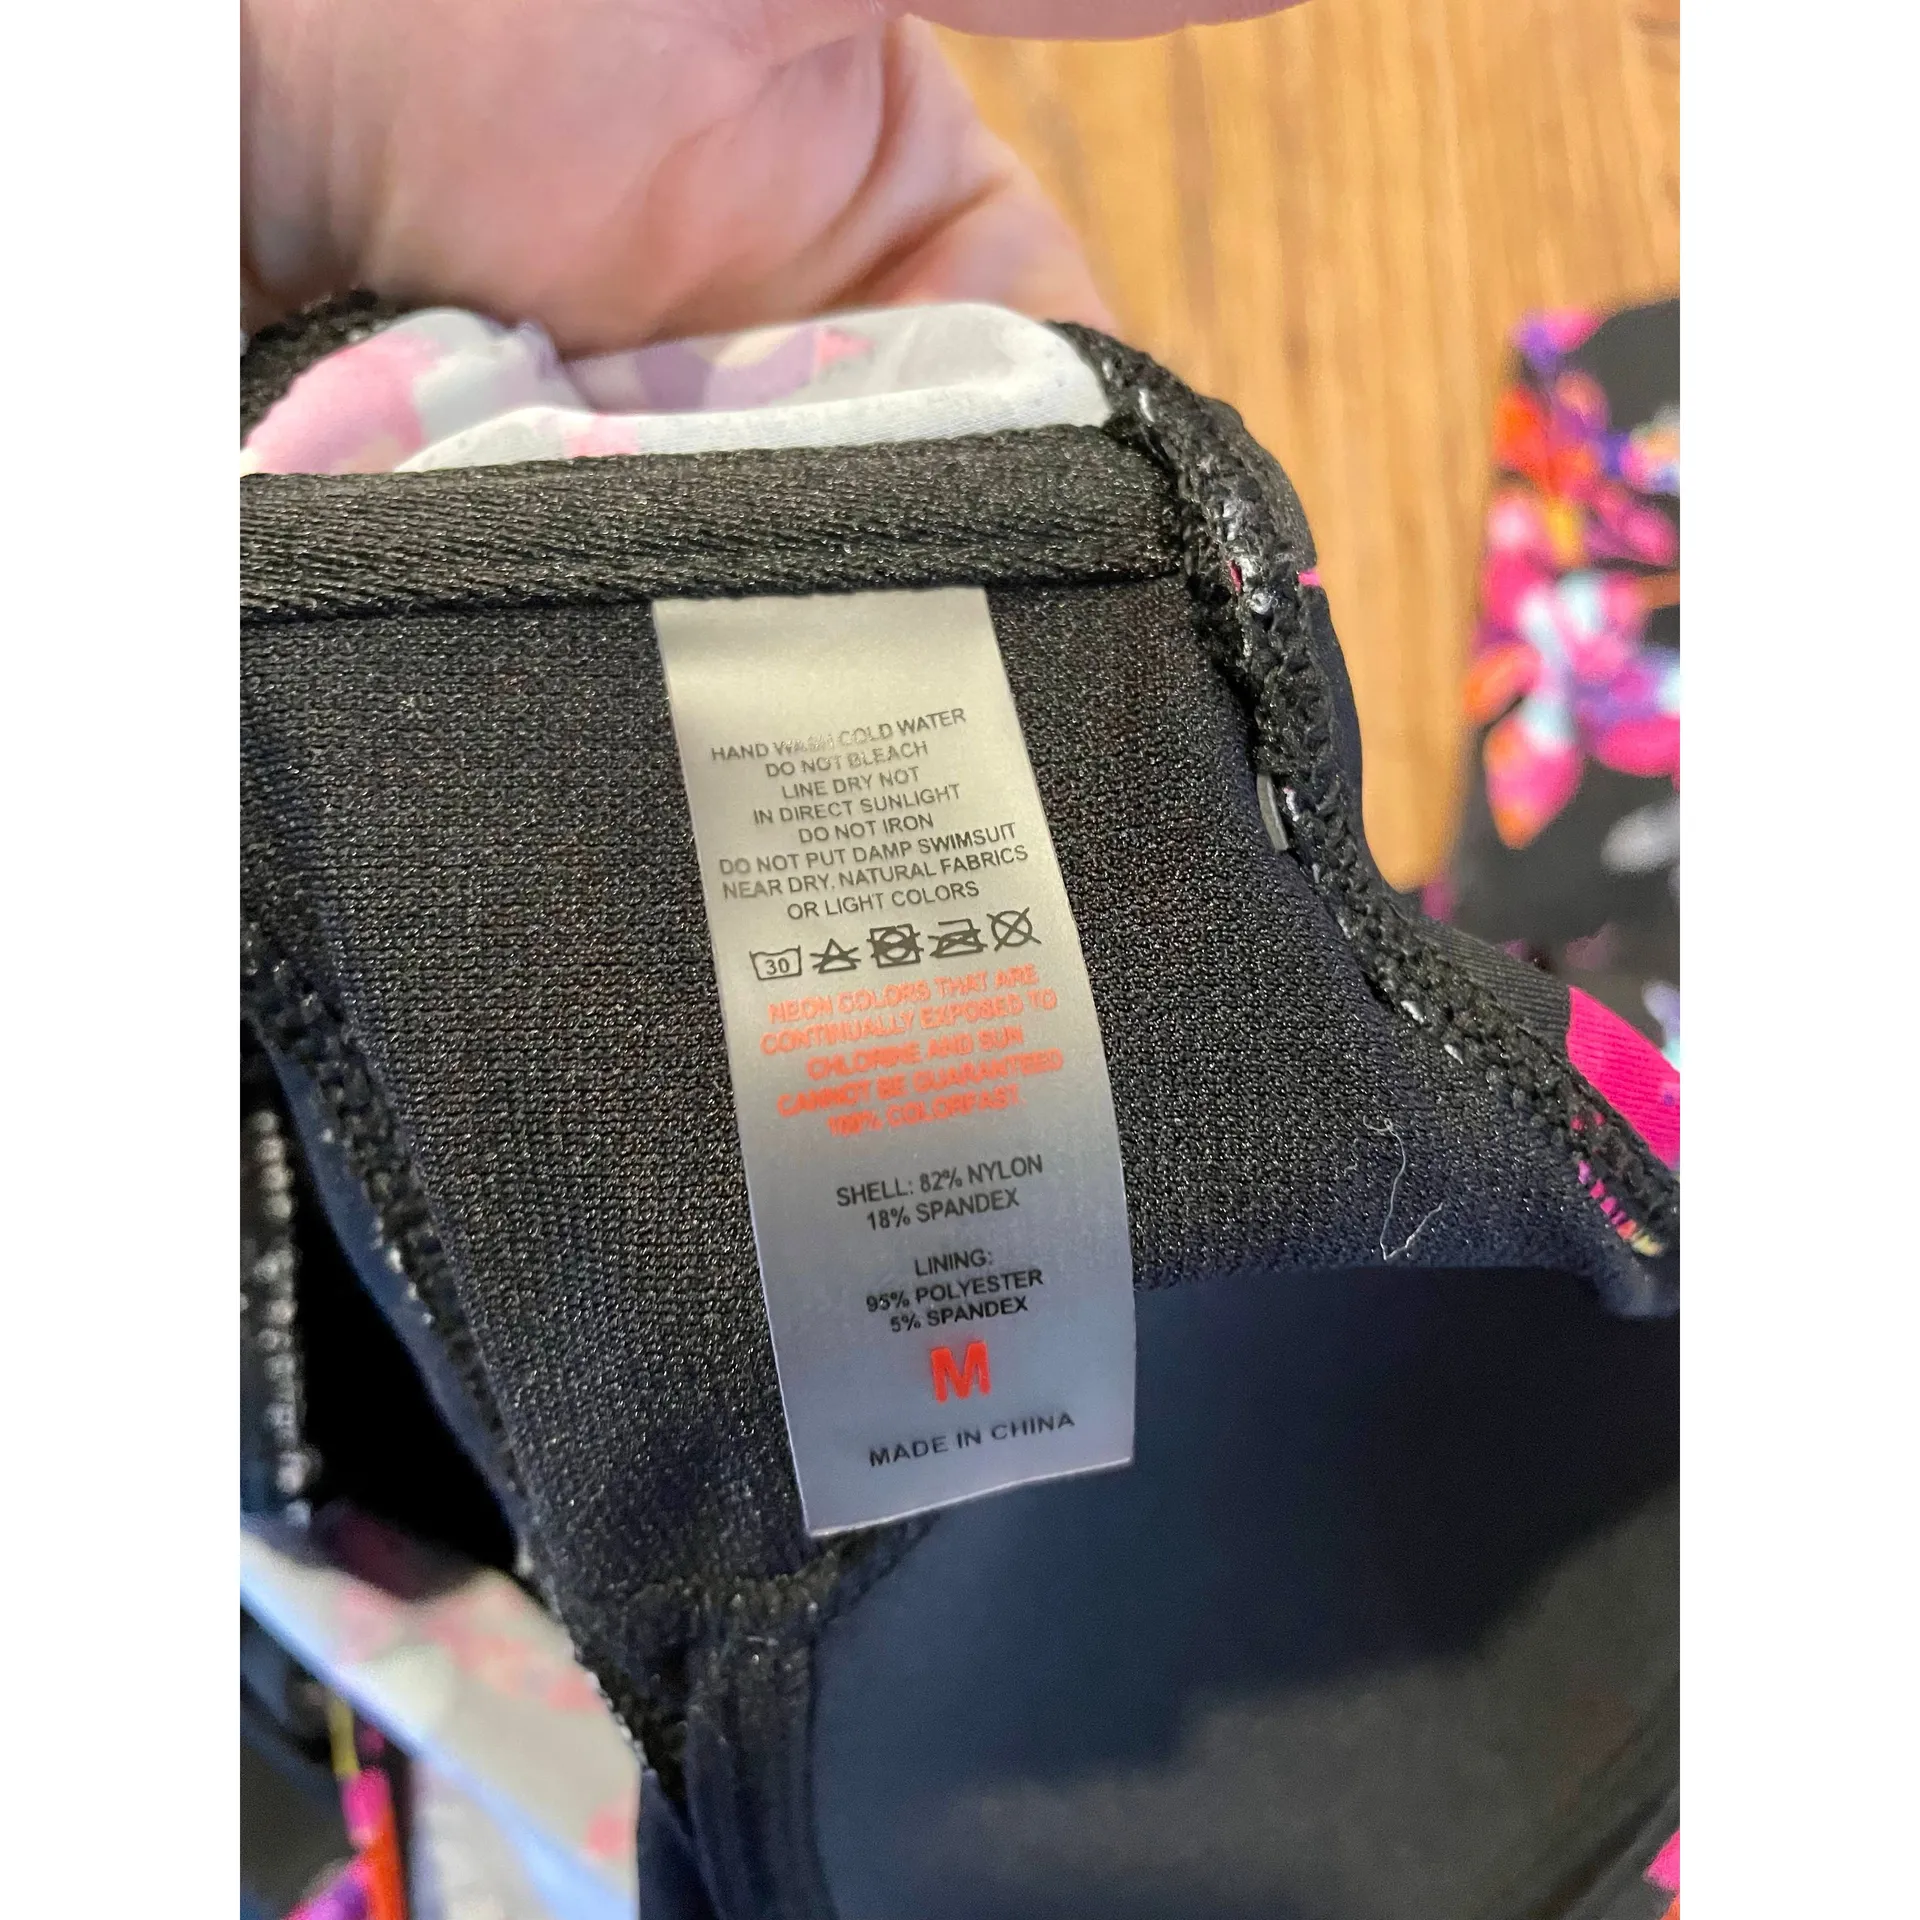 HAND WASH COLD WATER
DO NOT BLEACH
LINE DRY NOT
IN DIRECT SUNLIGHT
DO NOT IRON
DO NOT PUT DAMP SWIMSUIT
NEAR DRY. NATURAL FABRICS
OR LIGHT COLORS
30
NEON COLORS THAT ARE
CONTINUALLY EXPOSED TO
CHLORINE AND SUN
CANNOT BE GUARANTEED
100% COLORFAST.
SHELL: 82% NYLON
18% SPANDEX
LINING:
95% POLYESTER
5% SPANDEX
M
MADE IN CHINA